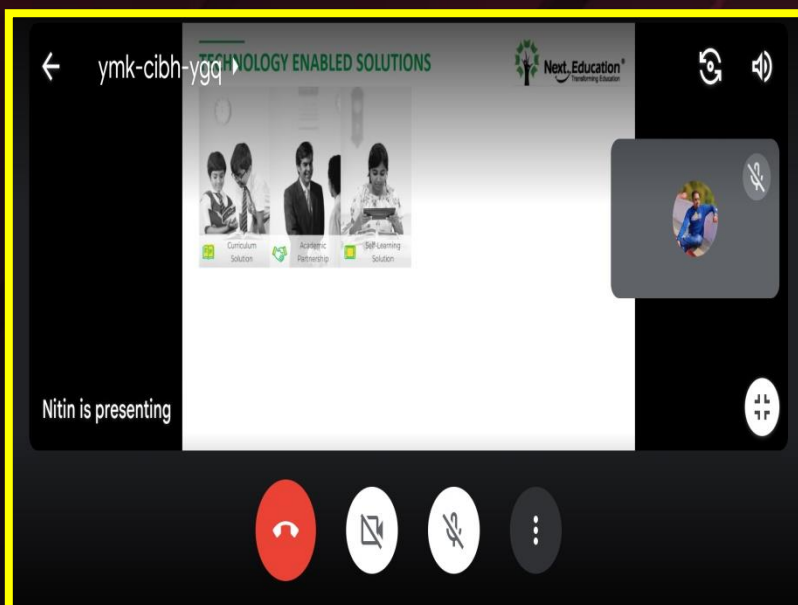 ymk-cibh-ygq
TECHNOLOGY ENABLED SOLUTIONS
Next Education®
Transforming Education
Curriculum
Solution
Academic
Partnership
Self-Learning
Solution
Nitin is presenting